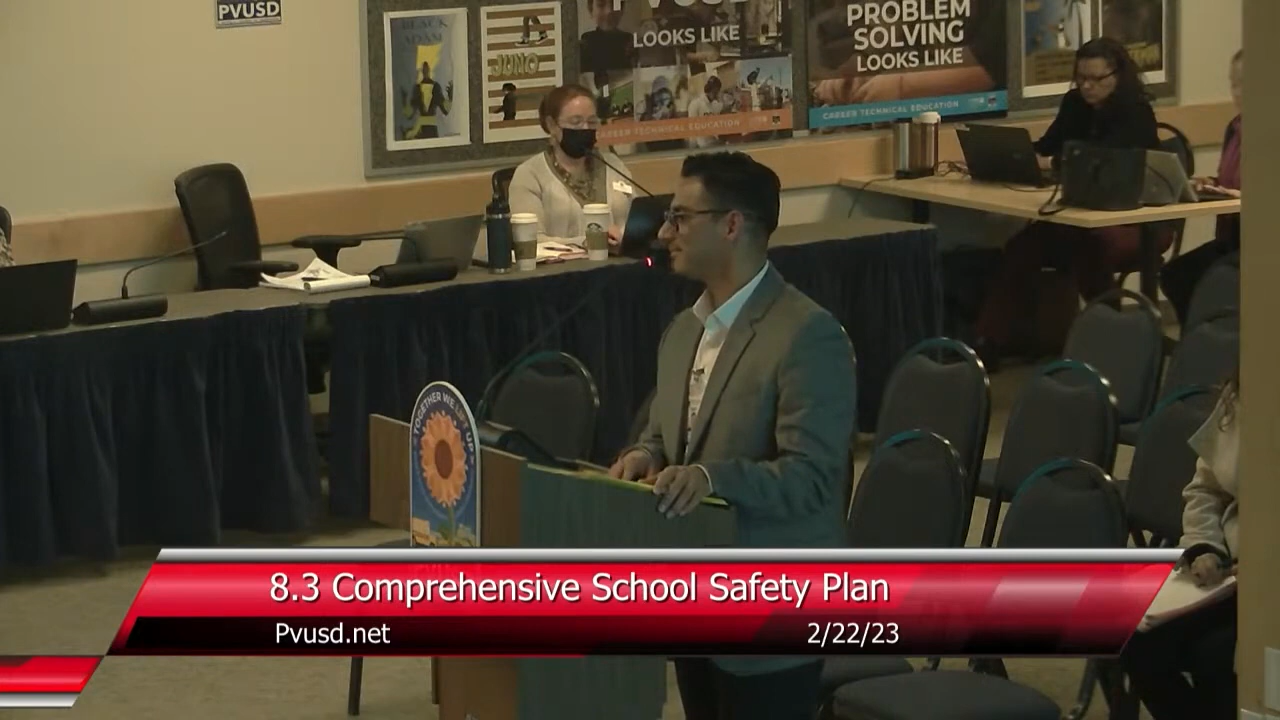 PVUSD
BLACK
ADAM
JUNO
PVUSD
LOOKS LIKE
CAREER TECHNICAL EDUCATION
PROBLEM
SOLVING
LOOKS LIKE
CAREER TECHNICAL EDUCATION
TOGETHER WE LIFT UP
8.3 Comprehensive School Safety Plan
Pvusd.net
2/22/23